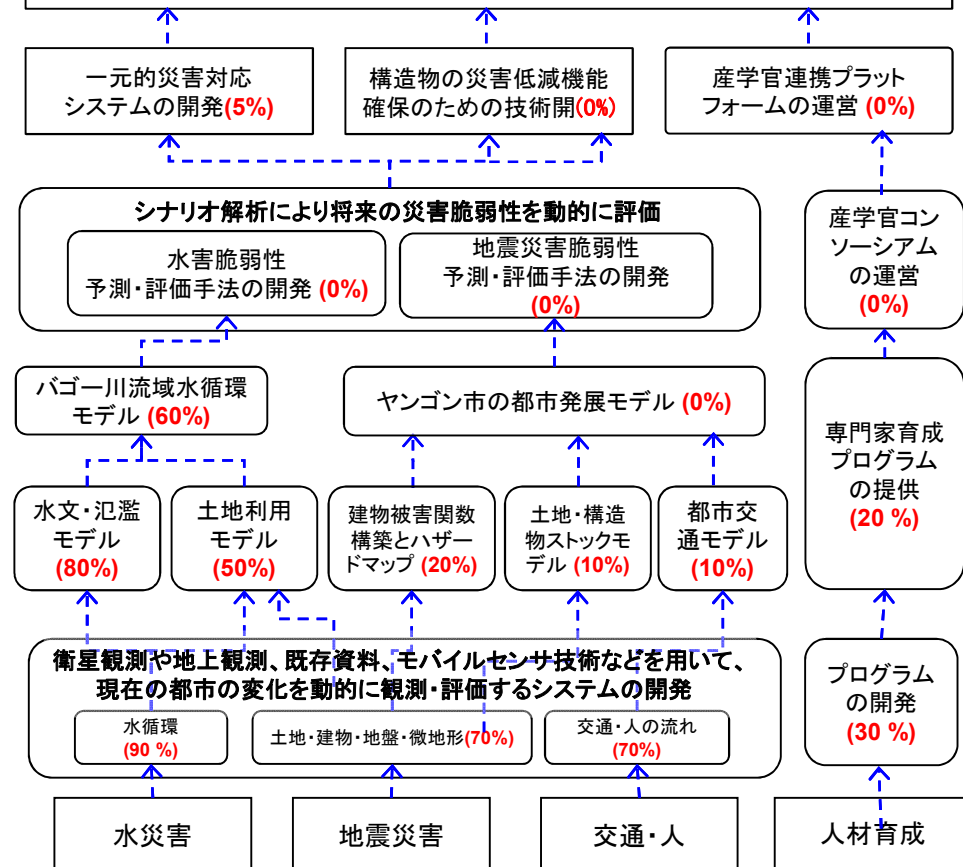 一元的災害対応
システムの開発(5%)
構造物の災害低減機能
確保のための技術開(0%)
産学官連携プラット
フォームの運営 (0%)
シナリオ解析により将来の災害脆弱性を動的に評価
水害脆弱性
予測・評価手法の開発 (0%)
地震災害脆弱性
予測・評価手法の開発
(0%)
産学官コン
ソーシアム
の運営
(0%)
バゴー川流域水循環
モデル (60%)
ヤンゴン市の都市発展モデル (0%)
専門家育成
プログラム
の提供
(20 %)
水文・氾濫
モデル
(80%)
土地利用
モデル
(50%)
建物被害関数
構築とハザー
ドマップ (20%)
土地・構造
物ストックモ
デル (10%)
都市交
通モデル
(10%)
衛星観測や地上観測、既存資料、モバイルセンサ技術などを用いて、
現在の都市の変化を動的に観測・評価するシステムの開発
水循環
(90 %)
土地・建物・地盤・微地形(70%)
交通・人の流れ
(70%)
プログラム
の開発
(30 %)
水災害
地震災害
交通・人
人材育成